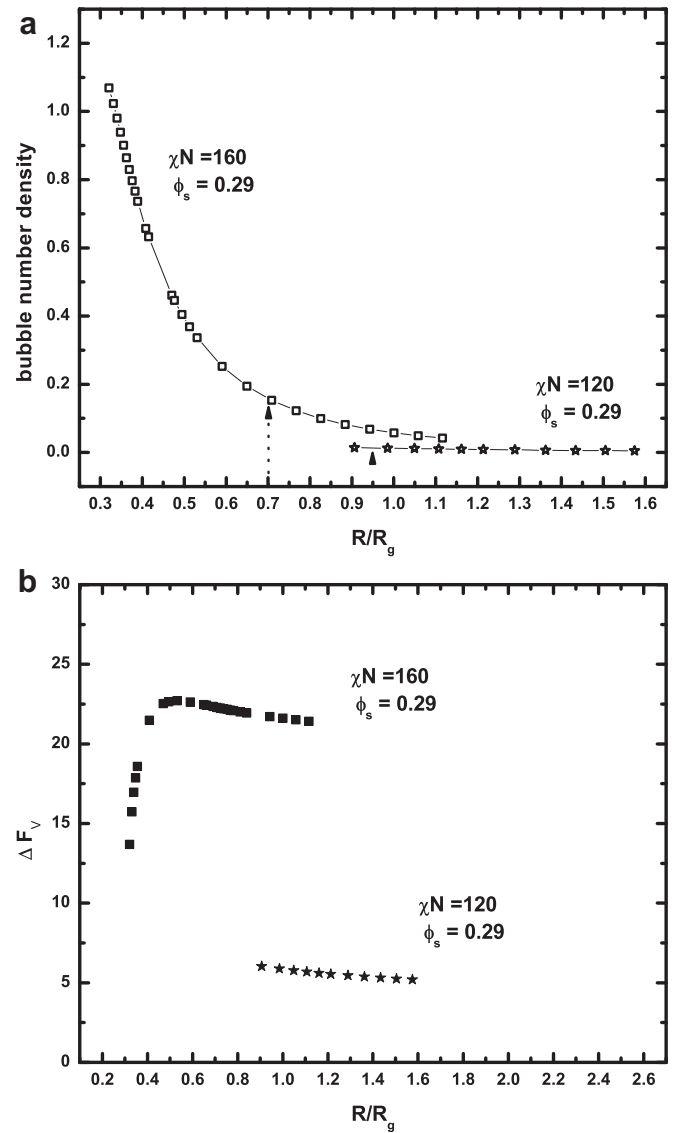 a
1.2
1.0
0.8
0.6
0.4
0.2
0.0
bubble number density
χN =160
ϕs = 0.29
χN =120
ϕs = 0.29
0.3 0.4 0.5 0.6 0.7 0.8 0.9 1.0 1.1 1.2 1.3 1.4 1.5 1.6
R/Rg
b
30
25
20
15
10
5
0
Δ FV
χN =160
ϕs = 0.29
χN =120
ϕs = 0.29
0.2 0.4 0.6 0.8 1.0 1.2 1.4 1.6 1.8 2.0 2.2 2.4 2.6
R/Rg